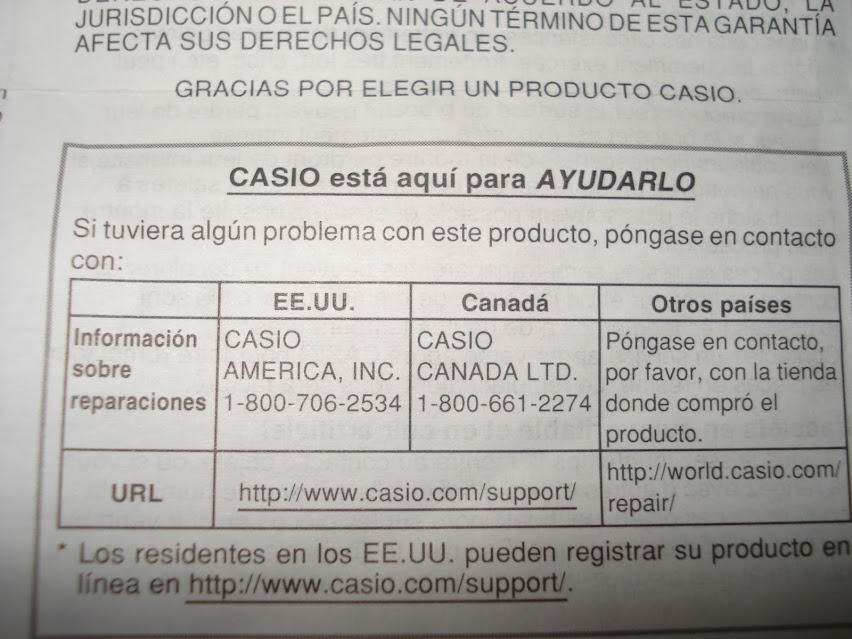 DERECHO ACUERDO AL ESTADO, LA
JURISDICCIÓN O EL PAÍS. NINGÚN TÉRMINO DE ESTA GARANTÍA
AFECTA SUS DERECHOS LEGALES.
GRACIAS POR ELEGIR UN PRODUCTO CASIO.
CASIO está aquí para AYUDARLO
Si tuviera algún problema con este producto, póngase en contacto
con:
EE.UU. Canadá Otros países
Información sobre reparaciones
CASIO
AMERICA, INC.
1-800-706-2534
CASIO
CANADA LTD.
1-800-661-2274
Póngase en contacto,
por favor, con la tienda
donde compró el
producto.
URL
http://www.casio.com/support/
http://world.casio.com/
repair/
* Los residentes en los EE.UU. pueden registrar su producto en
línea en http://www.casio.com/support/.